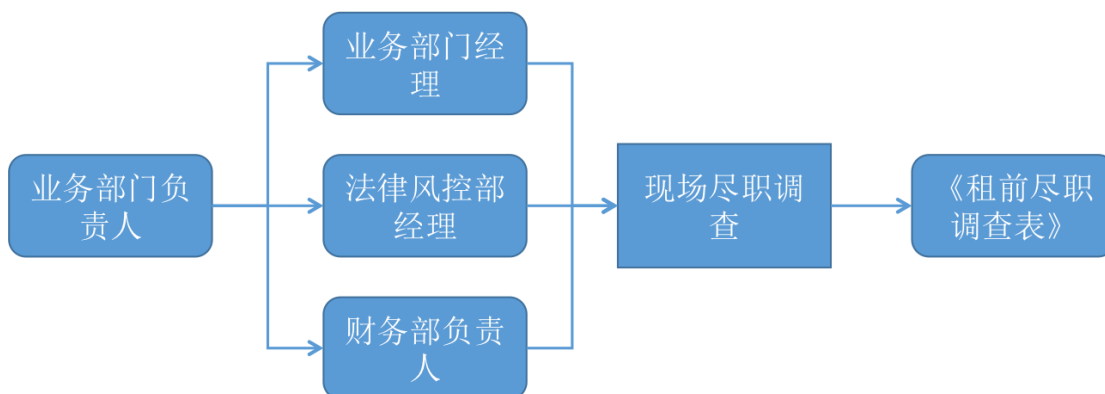 业务部门负
责人
业务部门经
理
法律风控部
经理
财务部负责
人
现场尽职调
查
《租前尽职
调查表》